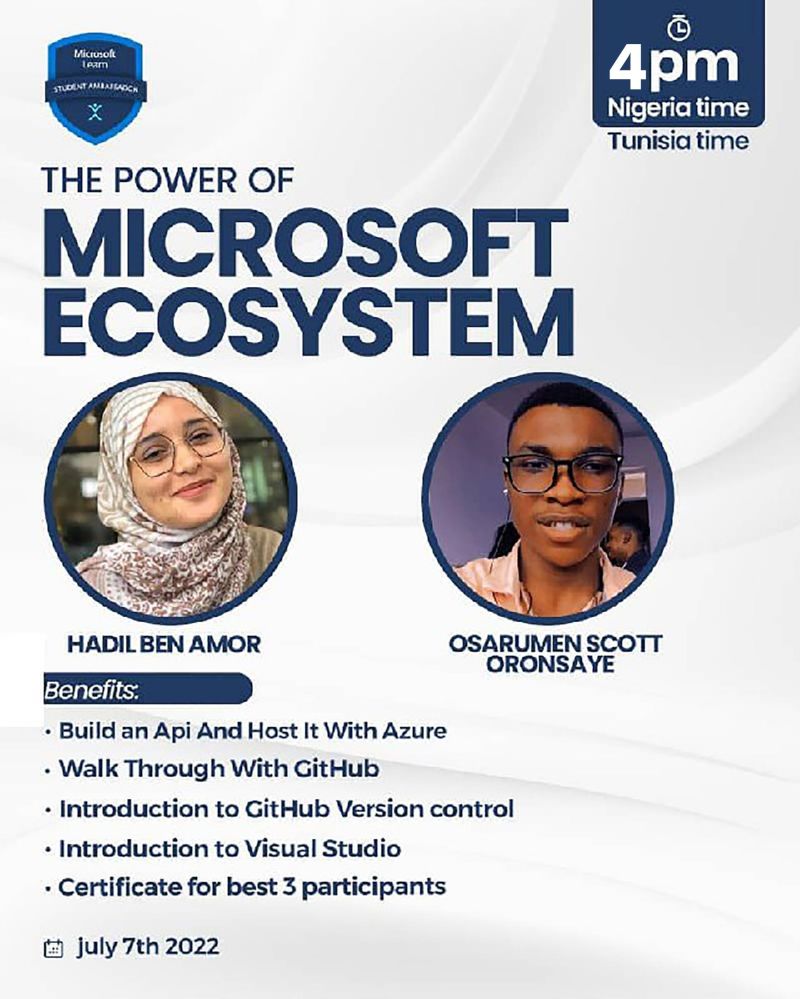 Microsoft
Learn
STUDENT AMBASSADOR
4pm
Nigeria time
Tunisia time
THE POWER OF
MICROSOFT
ECOSYSTEM
HADIL BEN AMOR
OSARUMEN SCOTT
ORONSAYE
Benefits:
· Build an Api And Host It With Azure
· Walk Through With GitHub
· Introduction to GitHub Version control
· Introduction to Visual Studio
· Certificate for best 3 participants
july 7th 2022